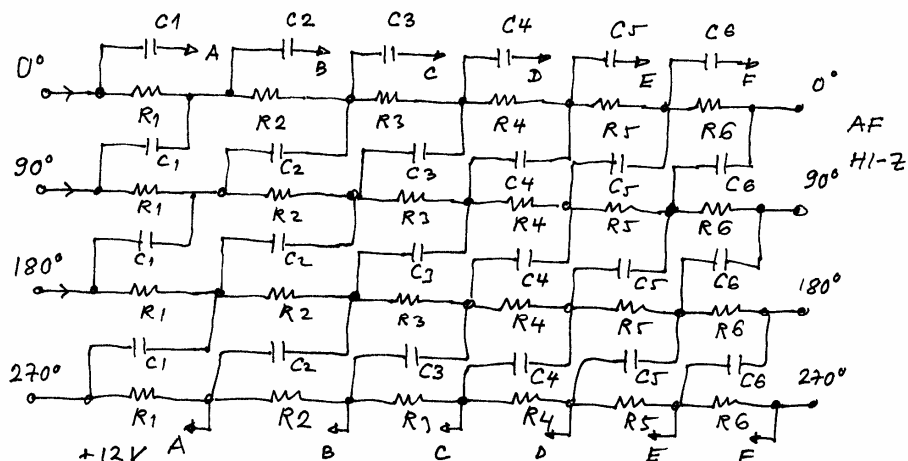 C1 C2 C3 C4 C5 C6
0° A B C D E F 0°
R1 R2 R3 R4 R5 R6 AF
C1 C2 C3 C4 C5 C6 HI-Z
90° 90°
R1 R2 R3 R4 R5 R6
C1 C2 C3 C4 C5 C6
180° 180°
R1 R2 R3 R4 R5 R6
C1 C2 C3 C4 C5 C6
270° 270°
R1 R2 R3 R4 R5 R6
+12V A B C D E F